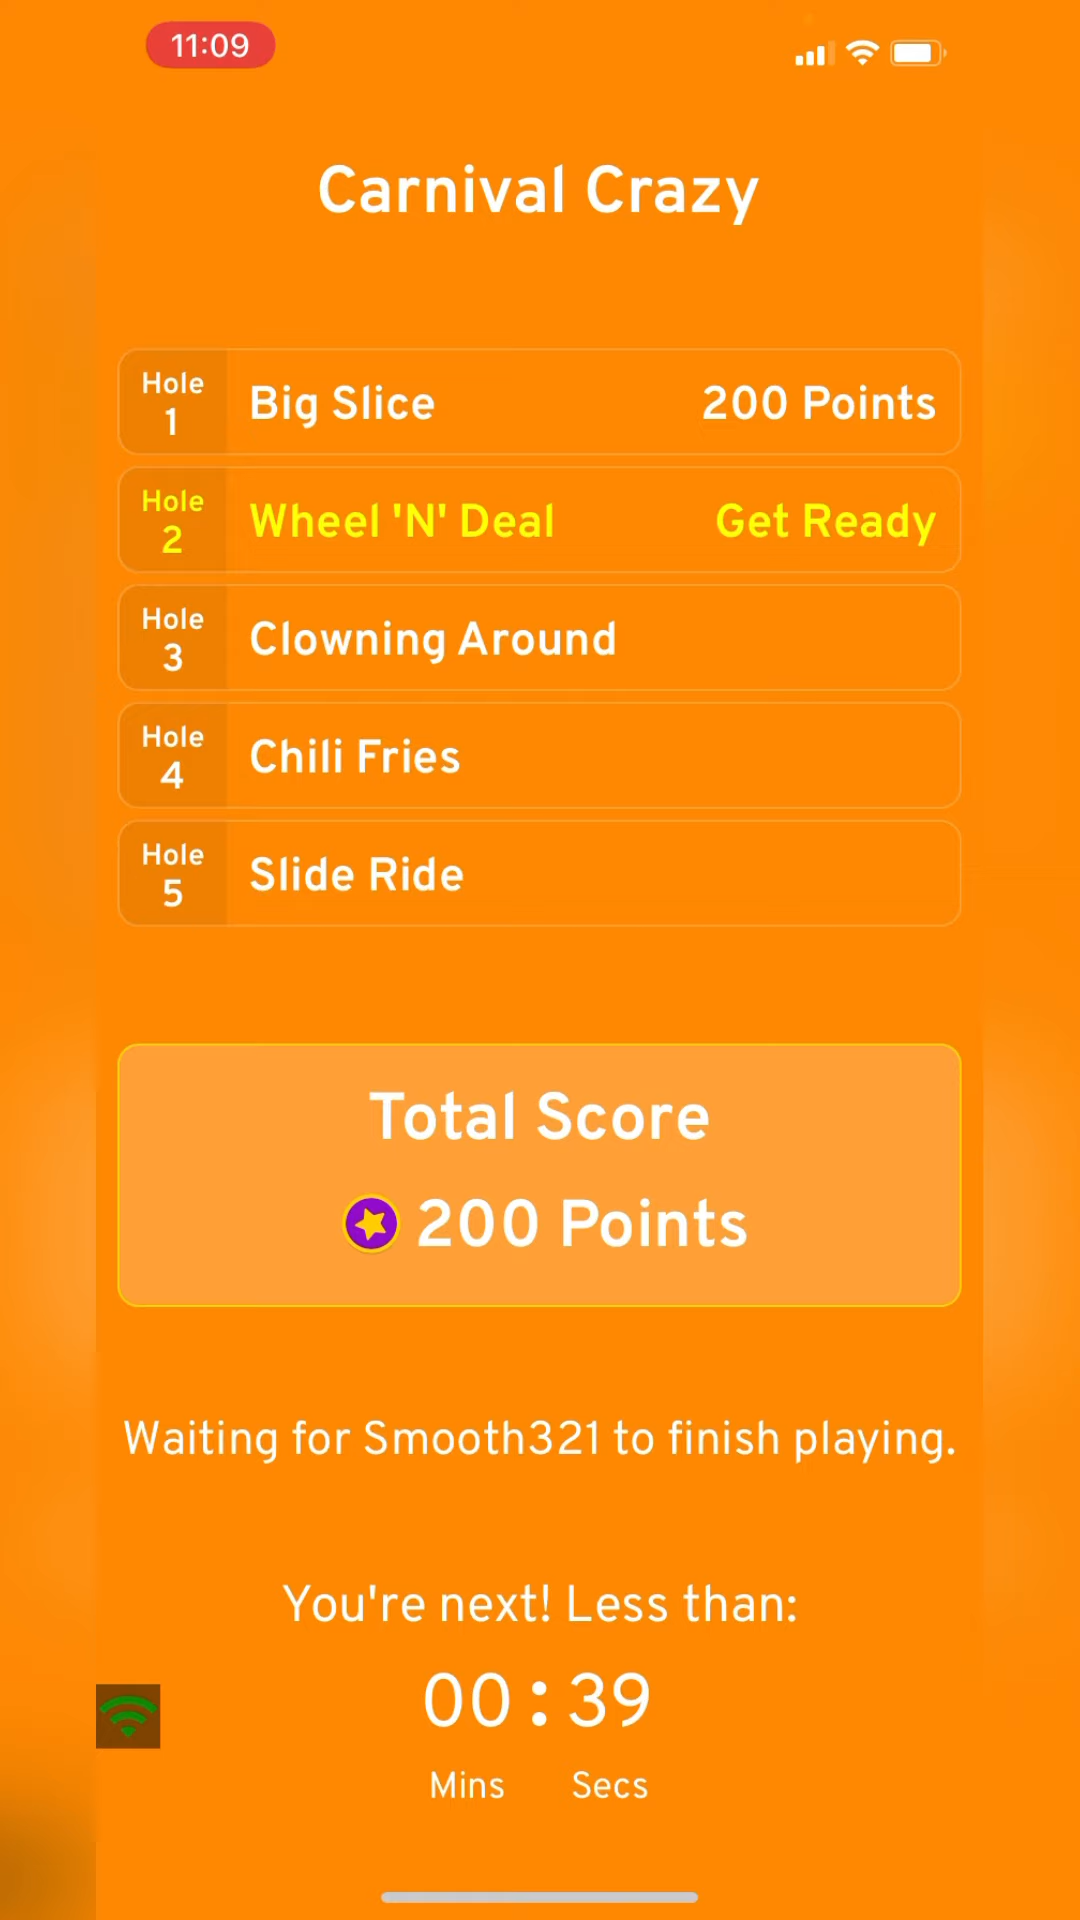 11:09
Carnival Crazy
Hole 1 Big Slice 200 Points
Hole 2 Wheel 'N' Deal Get Ready
Hole 3 Clowning Around
Hole 4 Chili Fries
Hole 5 Slide Ride
Total Score
200 Points
Waiting for Smooth321 to finish playing.
You're next! Less than:
00 : 39
Mins Secs